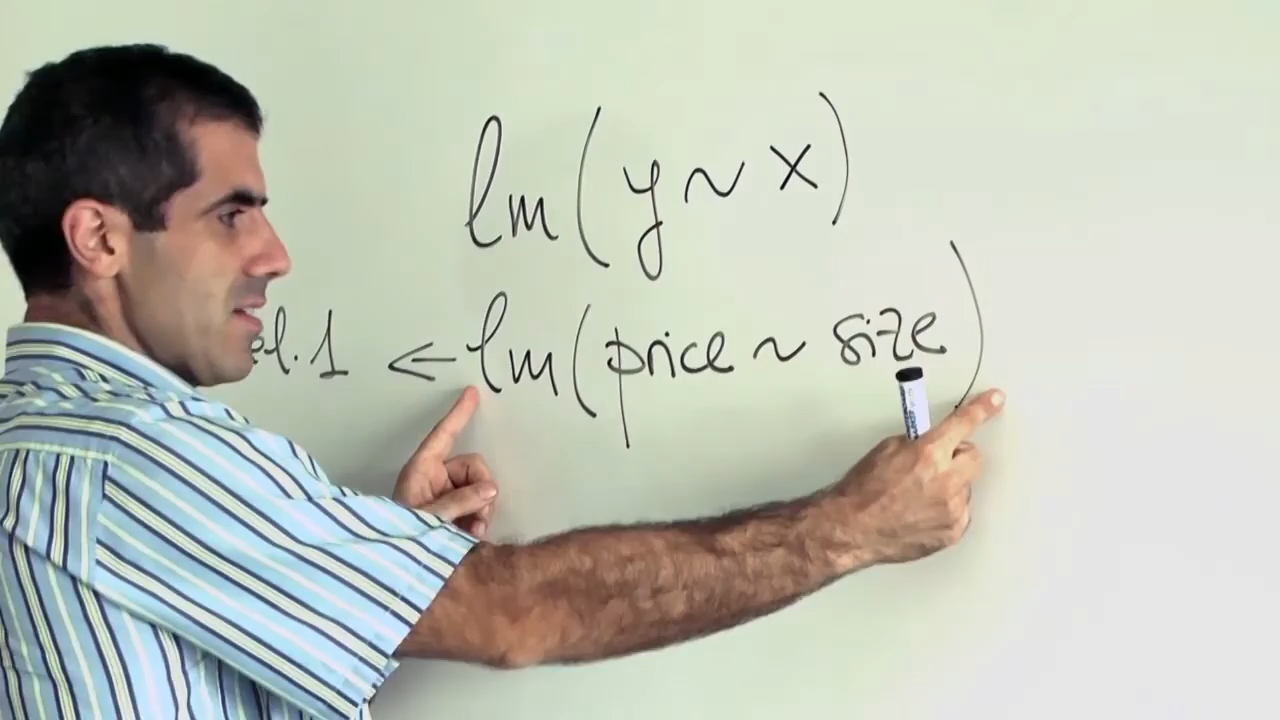 lm(y ~ x)
el.1 <- lm(price ~ size)